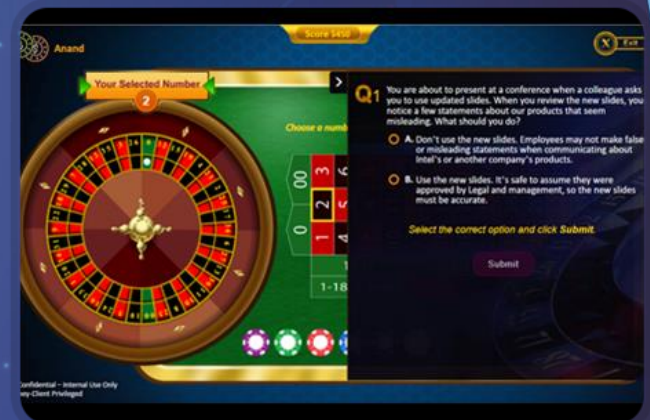 Score $450
Anand
X Exit
Your Selected Number
2
Choose a numb
00
3
0
2
1
1-18
Q1 You are about to present at a conference when a colleague asks
you to use updated slides. When you review the new slides, you
notice a few statements about our products that seem
misleading. What should you do?
A. Don't use the new slides. Employees may not make false
or misleading statements when communicating about
Intel's or another company's products.
B. Use the new slides. It's safe to assume they were
approved by Legal and management, so the new slides
must be accurate.
Select the correct option and click Submit.
Submit
Confidential – Internal Use Only
ney-Client Privileged